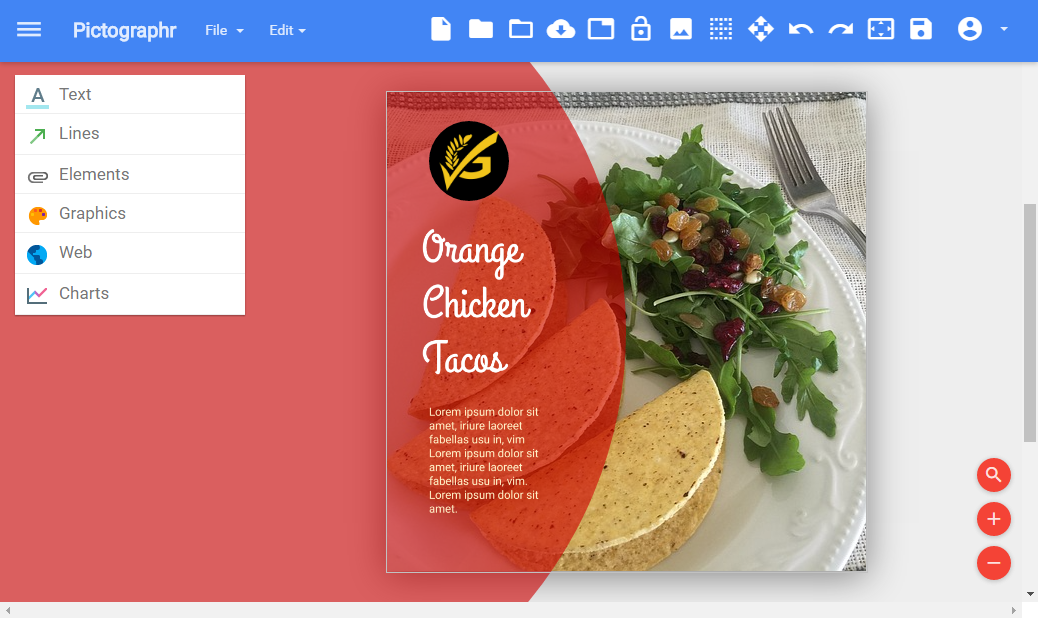 Pictographr
File
Edit
Text
Lines
Elements
Graphics
Web
Charts
VG
Orange
Chicken
Tacos
Lorem ipsum dolor sit
amet, iriure laoreet
fabellas usu in, vim
Lorem ipsum dolor sit
amet, iriure laoreet
fabellas usu in, vim.
Lorem ipsum dolor sit
amet.